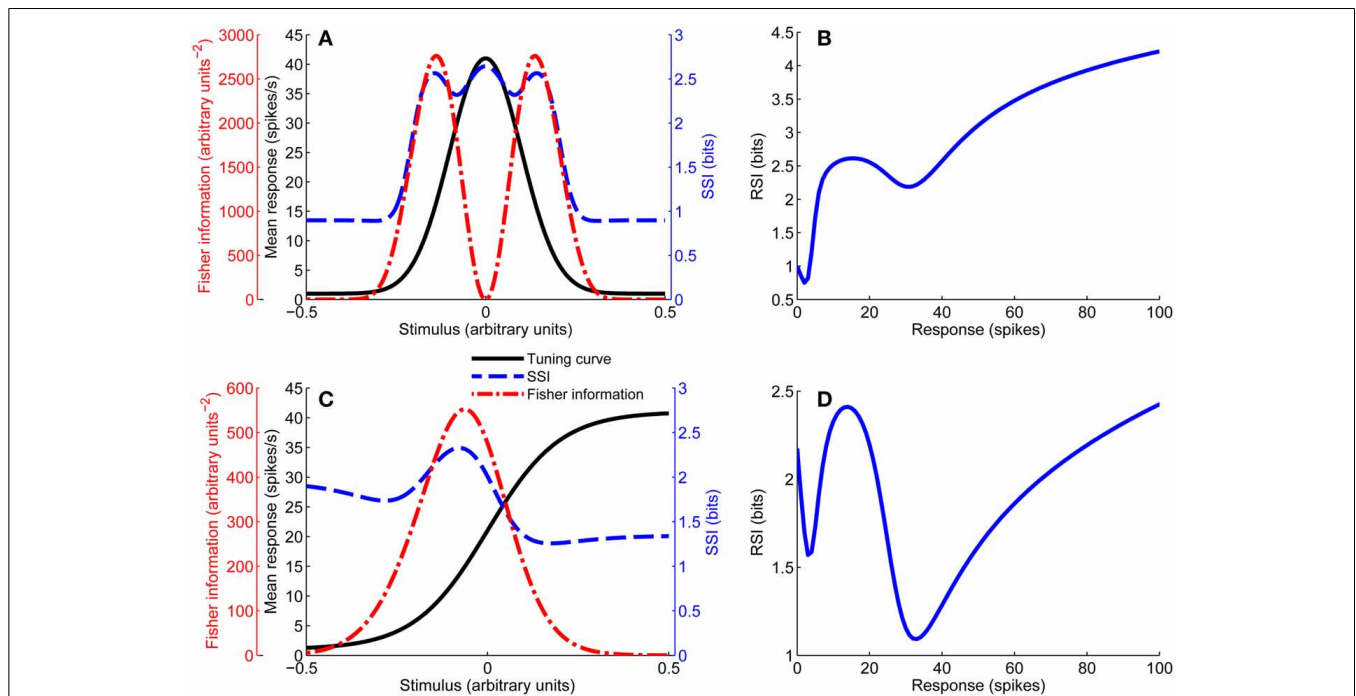 A
Fisher information (arbitrary units⁻²)
3000
2500
2000
1500
1000
500
0
Mean response (spikes/s)
45
40
35
30
25
20
15
10
5
0
3
2.5
2
1.5
1
0.5
0
SSI (bits)
−0.5 0 0.5
Stimulus (arbitrary units)
B
RSI (bits)
4.5
4
3.5
3
2.5
2
1.5
1
0.5
0 20 40 60 80 100
Response (spikes)
Tuning curve
SSI
Fisher information
C
Fisher information (arbitrary units⁻²)
600
500
400
300
200
100
0
Mean response (spikes/s)
45
40
35
30
25
20
15
10
5
0
3
2.5
2
1.5
1
0.5
0
SSI (bits)
−0.5 0 0.5
Stimulus (arbitrary units)
D
RSI (bits)
2.5
2
1.5
1
0 20 40 60 80 100
Response (spikes)